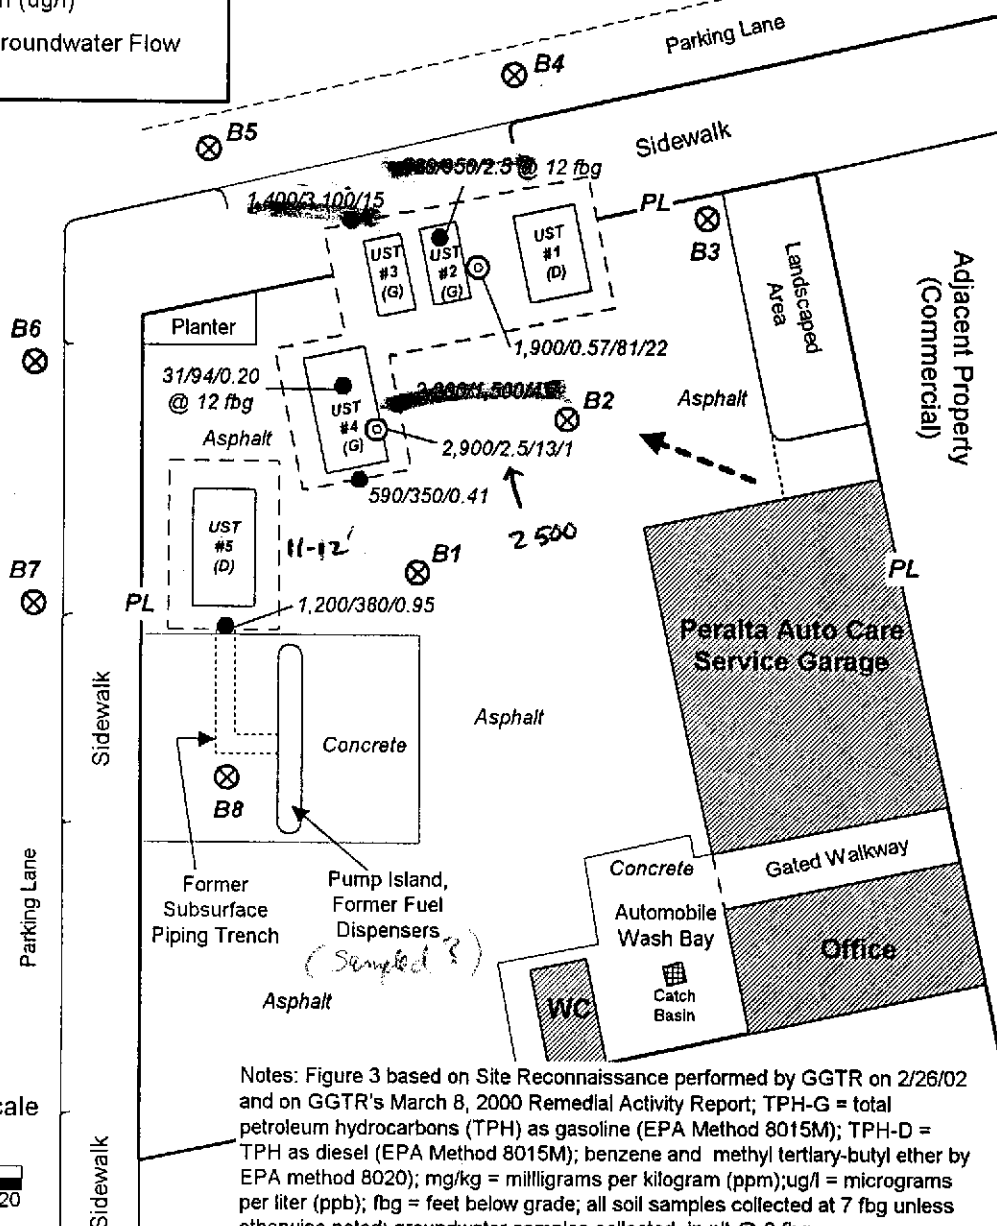 (ug/l)
roundwater Flow
Parking Lane
B4
B5
Sidewalk
@ 12 fbg
1,400/3,100/15
PL
B3
UST
#1
(D)
UST
#2
(G)
UST
#3
(G)
Landscaped
Area
Adjacent Property
(Commercial)
B6
Planter
1,900/0.57/81/22
31/94/0.20
@ 12 fbg
UST
#4
(G)
B2
Asphalt
Asphalt
2,900/2.5/13/1
590/350/0.41
2500
UST
#5
(D)
11-12'
B1
B7
PL
PL
1,200/380/0.95
Peralta Auto Care
Service Garage
Sidewalk
Asphalt
Concrete
B8
Parking Lane
Former
Subsurface
Piping Trench
Pump Island,
Former Fuel
Dispensers
(Sampled?)
Concrete
Gated Walkway
Automobile
Wash Bay
Office
Catch
Basin
WC
Asphalt
cale
20
Sidewalk
Notes: Figure 3 based on Site Reconnaissance performed by GGTR on 2/26/02
and on GGTR's March 8, 2000 Remedial Activity Report; TPH-G = total
petroleum hydrocarbons (TPH) as gasoline (EPA Method 8015M); TPH-D =
TPH as diesel (EPA Method 8015M); benzene and methyl tertiary-butyl ether by
EPA method 8020); mg/kg = millligrams per kilogram (ppm);ug/l = micrograms
per liter (ppb); fbg = feet below grade; all soil samples collected at 7 fbg unless
otherwise noted; groundwater samples collected